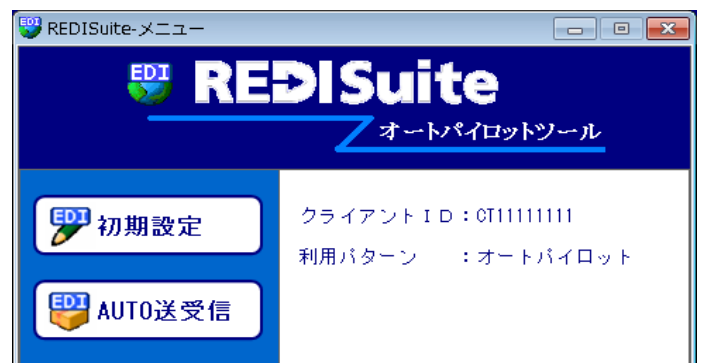 EDI REDISuite-メニュー
EDI REDISuite
オートパイロットツール
EDI 初期設定
クライアントＩＤ：CT11111111
利用パターン　：オートパイロット
EDI AUTO送受信